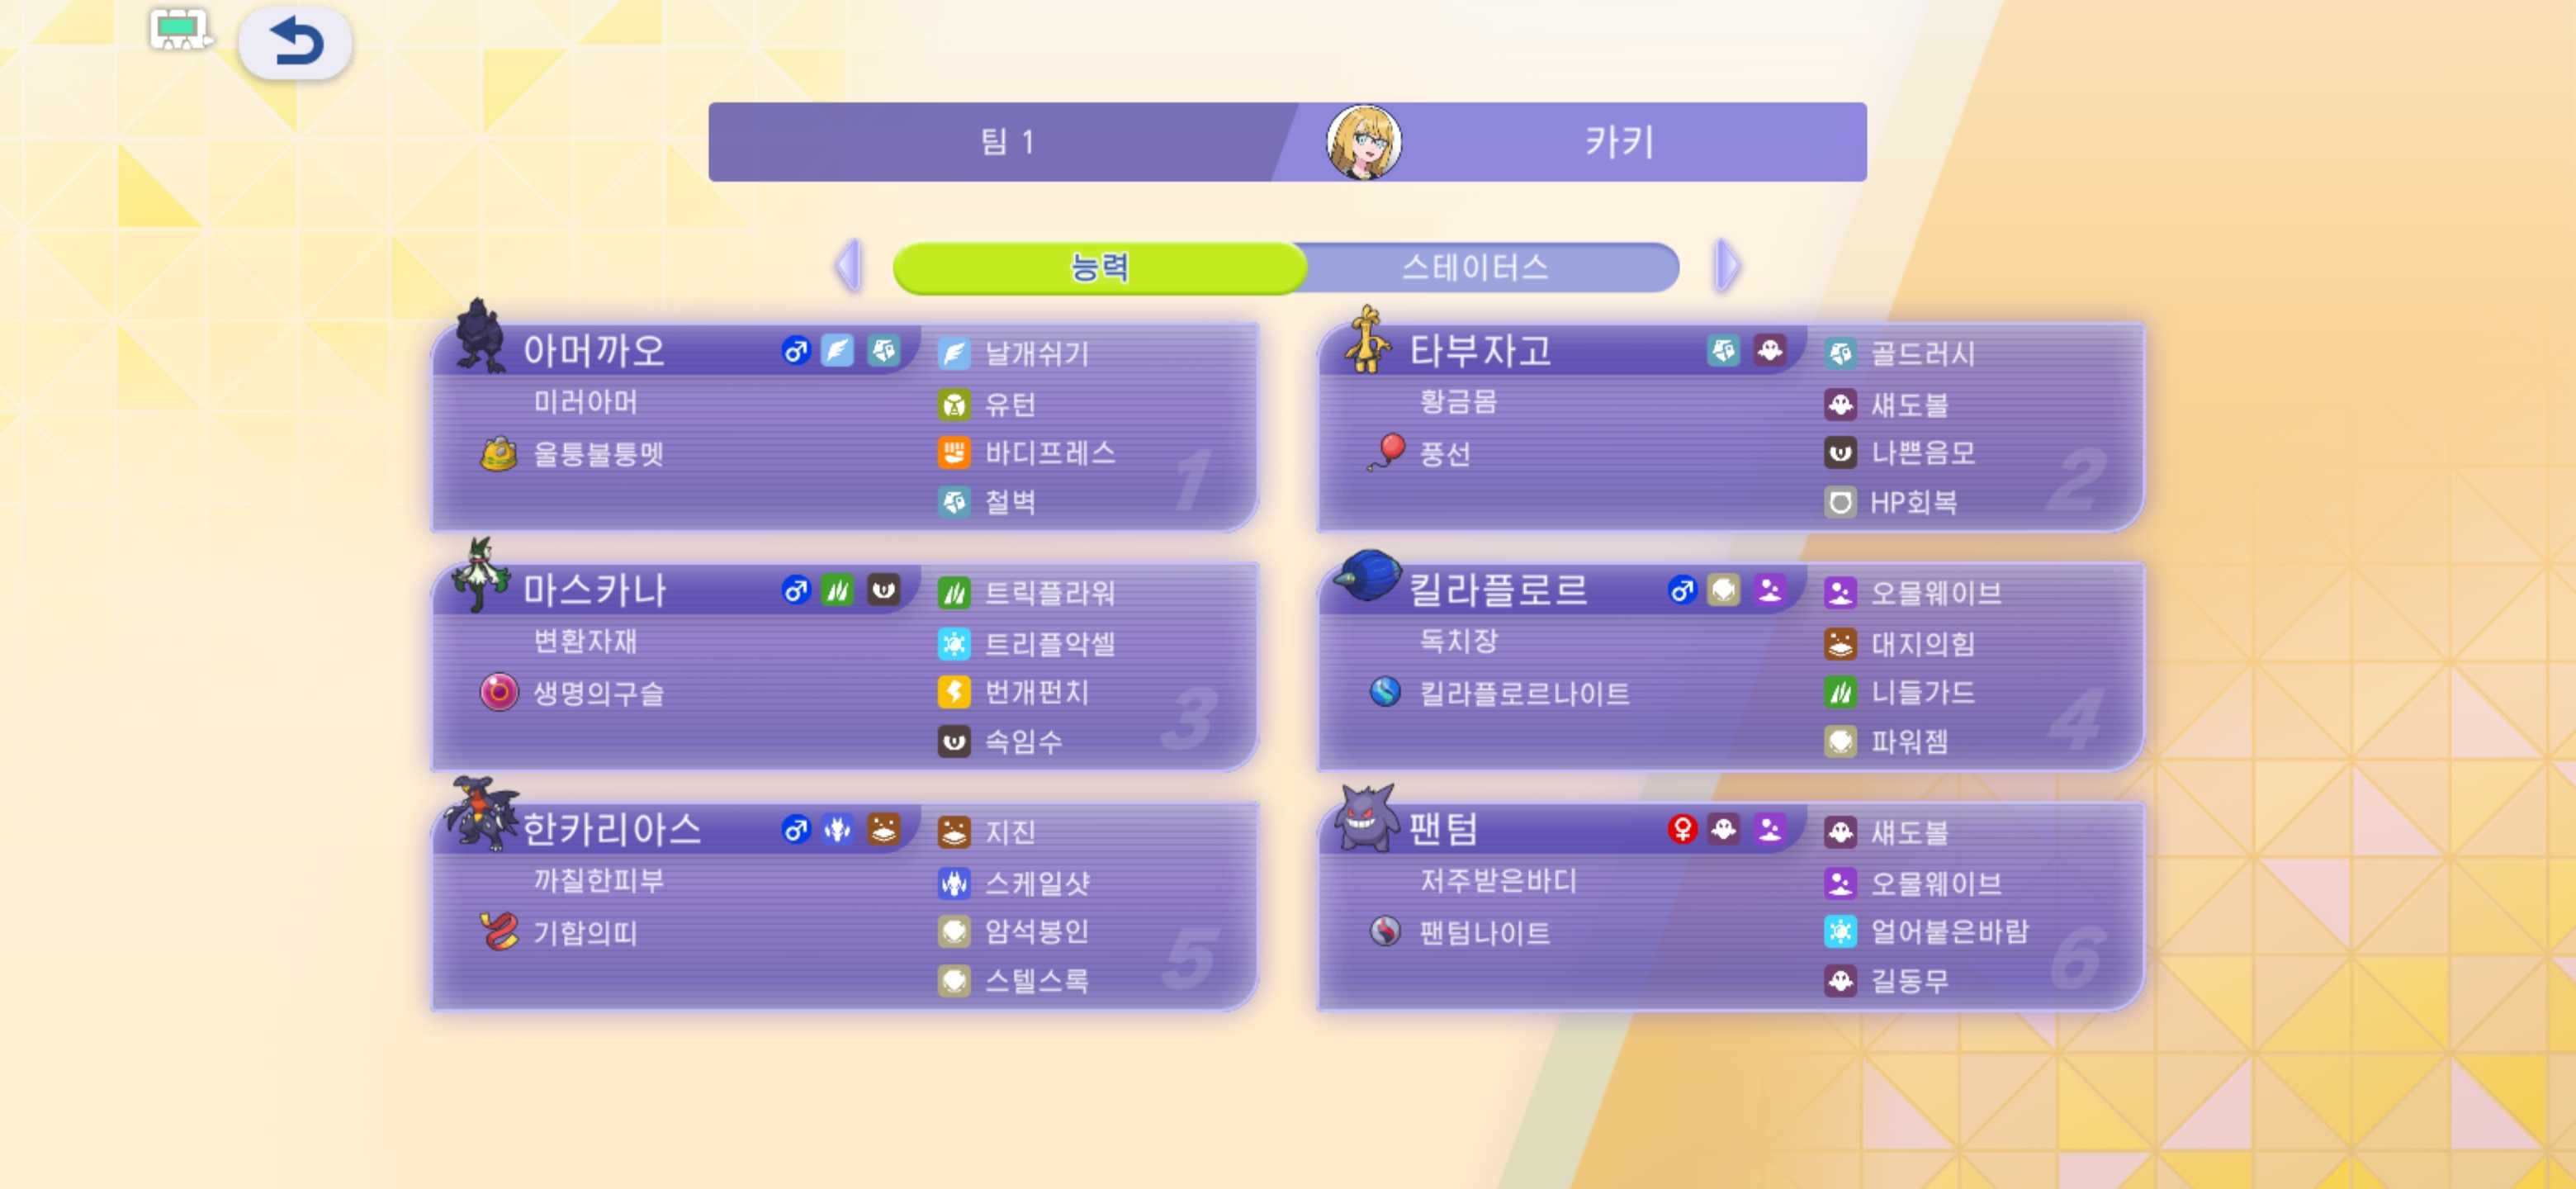 팀 1
카키
능력
스테이터스
아머까오
미러아머
울퉁불퉁멧
날개쉬기
유턴
바디프레스
철벽
1
타부자고
황금몸
풍선
골드러시
섀도볼
나쁜음모
HP회복
2
마스카나
변환자재
생명의구슬
트릭플라워
트리플악셀
번개펀치
속임수
3
킬라플로르
독치장
킬라플로르나이트
오물웨이브
대지의힘
니들가드
파워젬
4
한카리아스
까칠한피부
기합의띠
지진
스케일샷
암석봉인
스텔스록
5
팬텀
저주받은바디
팬텀나이트
섀도볼
오물웨이브
얼어붙은바람
길동무
6